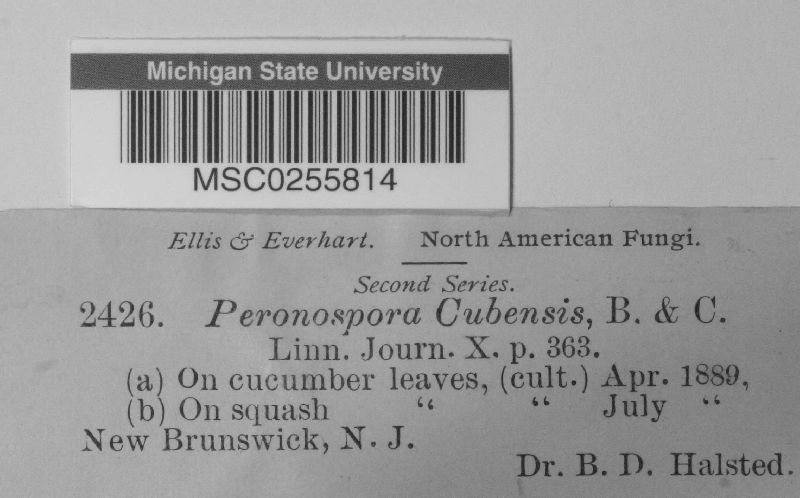 Michigan State University
MSC0255814
Ellis & Everhart. North American Fungi.
Second Series.
2426. Peronospora Cubensis, B. & C.
Linn. Journ. X. p. 363.
(a) On cucumber leaves, (cult.) Apr. 1889,
(b) On squash “ “ July “
New Brunswick, N. J.
Dr. B. D. Halsted.